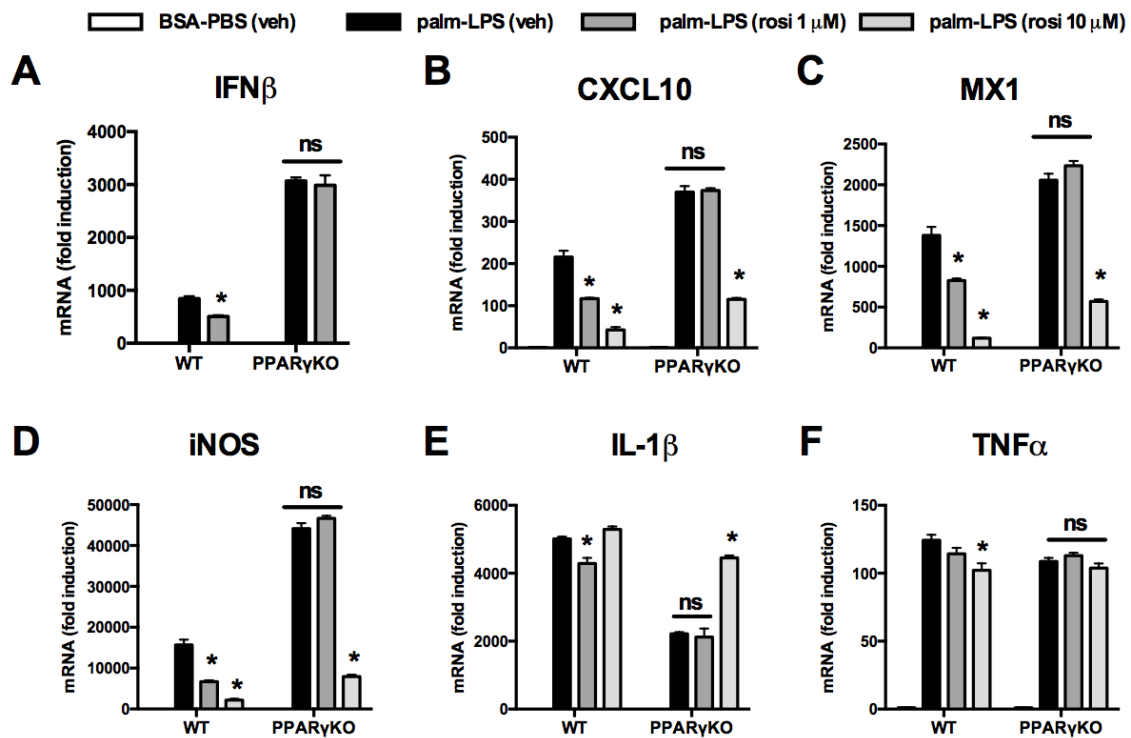 BSA-PBS (veh) palm-LPS (veh) palm-LPS (rosi 1 μM) palm-LPS (rosi 10 μM)
A IFNβ
mRNA (fold induction)
4000
3000
2000
1000
0
*
ns
WT PPARγKO
B CXCL10
mRNA (fold induction)
500
400
300
200
100
0
* *
ns
*
WT PPARγKO
C MX1
mRNA (fold induction)
2500
2000
1500
1000
500
0
* *
ns
*
WT PPARγKO
D iNOS
mRNA (fold induction)
50000
40000
30000
20000
10000
0
* *
ns
*
WT PPARγKO
E IL-1β
mRNA (fold induction)
6000
4000
2000
0
*
ns
*
WT PPARγKO
F TNFα
mRNA (fold induction)
150
100
50
0
*
ns
WT PPARγKO